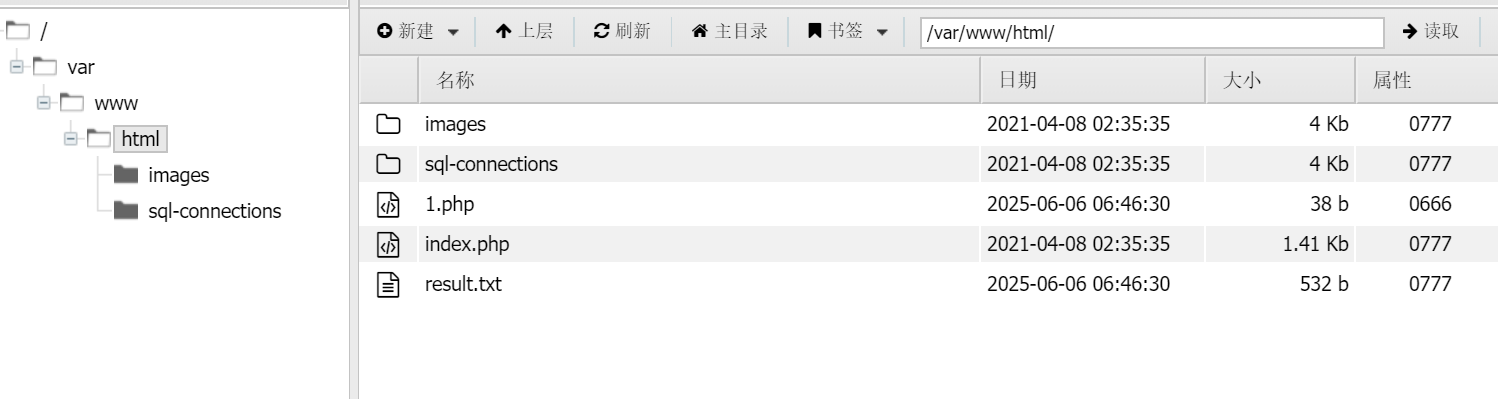 /
var
www
html
images
sql-connections
新建 上层 刷新 主目录 书签 /var/www/html/ 读取
名称 日期 大小 属性
images 2021-04-08 02:35:35 4 Kb 0777
sql-connections 2021-04-08 02:35:35 4 Kb 0777
1.php 2025-06-06 06:46:30 38 b 0666
index.php 2021-04-08 02:35:35 1.41 Kb 0777
result.txt 2025-06-06 06:46:30 532 b 0777